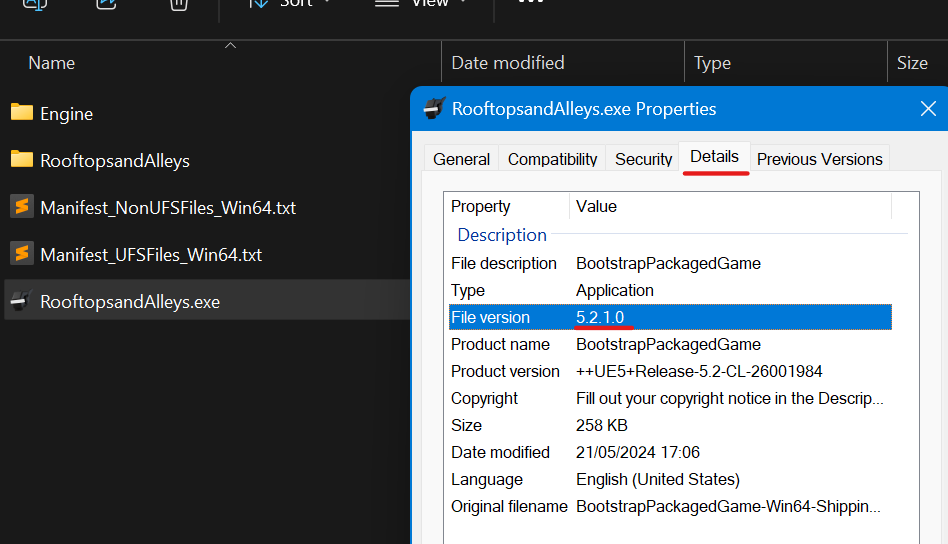 Sort View
Name Date modified Type Size
Engine
RooftopsandAlleys
Manifest_NonUFSFiles_Win64.txt
Manifest_UFSFiles_Win64.txt
RooftopsandAlleys.exe
RooftopsandAlleys.exe Properties
General Compatibility Security Details Previous Versions
Property Value
Description
File description BootstrapPackagedGame
Type Application
File version 5.2.1.0
Product name BootstrapPackagedGame
Product version ++UE5+Release-5.2-CL-26001984
Copyright Fill out your copyright notice in the Descrip...
Size 258 KB
Date modified 21/05/2024 17:06
Language English (United States)
Original filename BootstrapPackagedGame-Win64-Shippin...